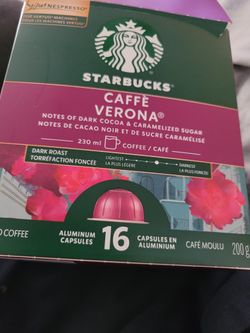 NESPRESSO
STARBUCKS®
CAFFÈ
VERONA®
NOTES OF DARK COCOA & CARAMELIZED SUGAR
NOTES DE CACAO NOIR ET DE SUCRE CARAMÉLISÉ
230 ml COFFEE / CAFÉ
DARK ROAST
TORRÉFACTION FONCÉE
LIGHTEST
LA PLUS LÉGÈRE
DARKEST
LA PLUS FONCÉE
ALUMINUM
CAPSULES
16
CAPSULES EN
ALUMINIUM
COFFEE
CAFÉ MOULU
200 g